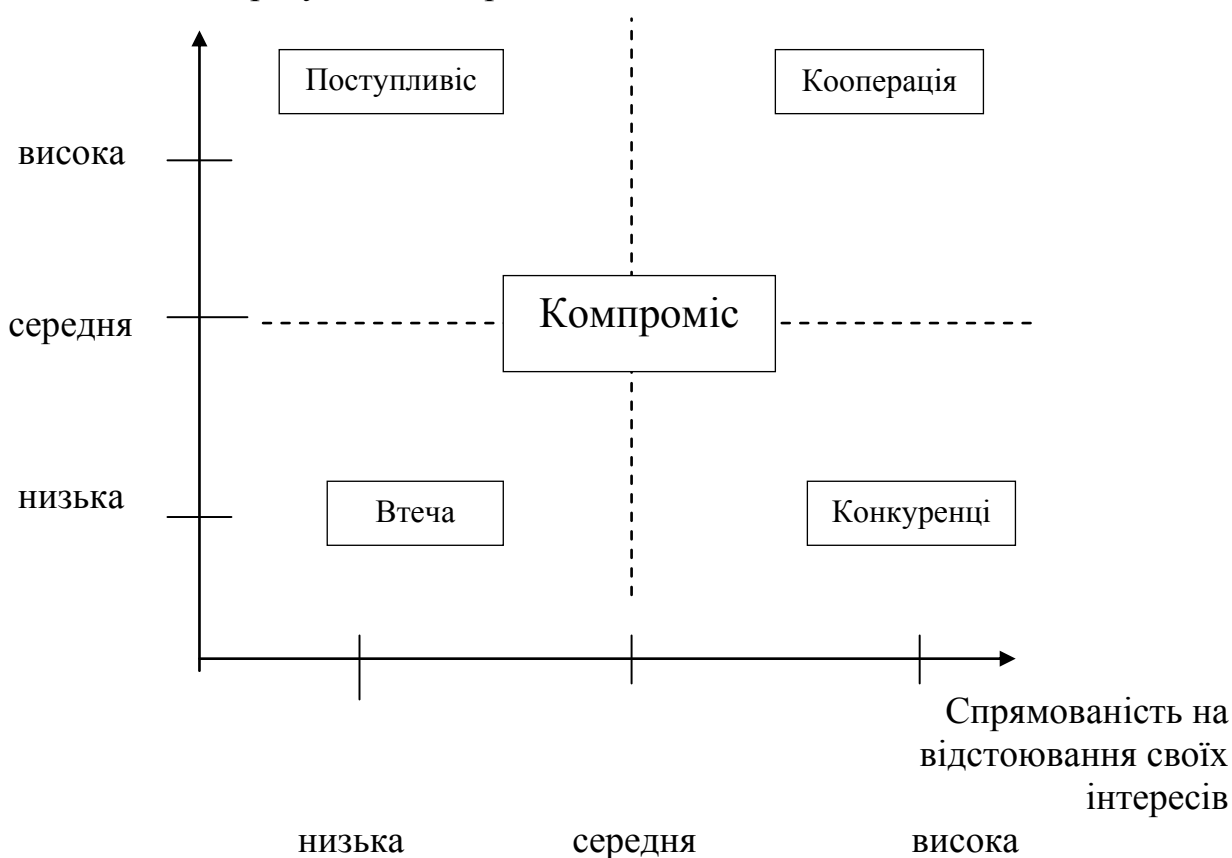 Поступливіс
Кооперація
висока
Компроміс
середня
низька
Втеча
Конкуренці
Спрямованість на
відстоювання своїх
інтересів
низька середня висока